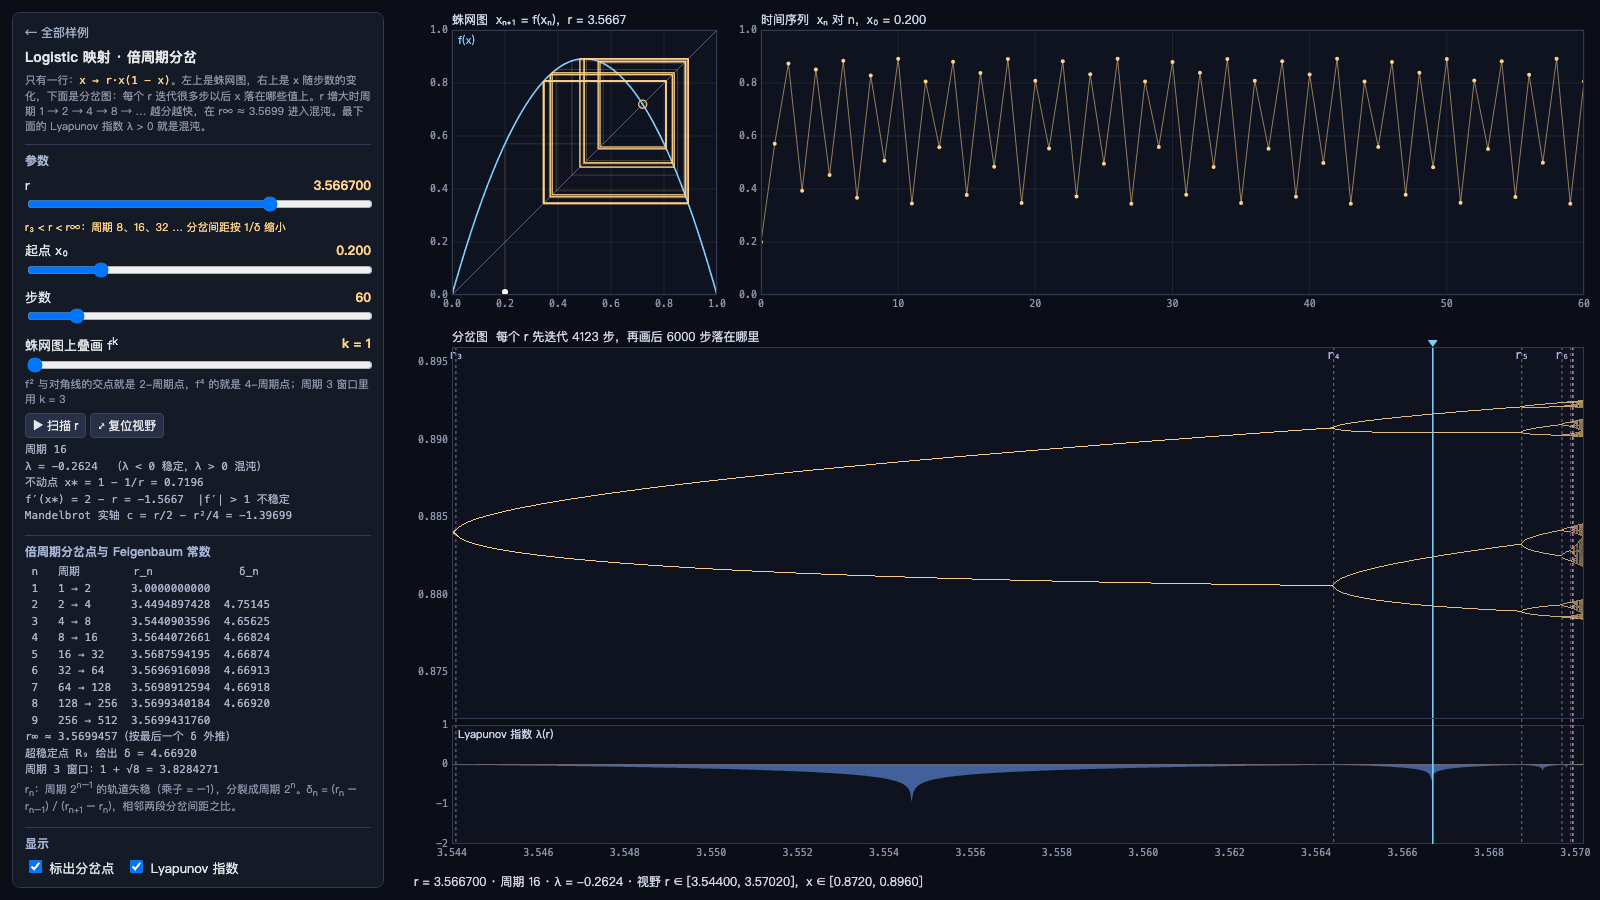 ← 全部样例
Logistic 映射 · 倍周期分岔
只有一行：x → r·x(1 − x)。左上是蛛网图，右上是 x 随步数的变
化，下面是分岔图：每个 r 迭代很多步以后 x 落在哪些值上。r 增大时周
期 1 → 2 → 4 → 8 → … 越分越快，在 r∞ ≈ 3.5699 进入混沌。最下
面的 Lyapunov 指数 λ > 0 就是混沌。
参数
r 3.566700
r₃ < r < r∞：周期 8、16、32 … 分岔间距按 1/δ 缩小
起点 x₀ 0.200
步数 60
蛛网图上叠画 fᵏ k = 1
f² 与对角线的交点就是 2-周期点，f⁴ 的就是 4-周期点；周期 3 窗口里
用 k = 3
▶ 扫描 r ⤢ 复位视野
周期 16
λ = −0.2624 （λ < 0 稳定，λ > 0 混沌）
不动点 x* = 1 − 1/r = 0.7196
f′(x*) = 2 − r = −1.5667 |f′| > 1 不稳定
Mandelbrot 实轴 c = r/2 − r²/4 = −1.39699
倍周期分岔点与 Feigenbaum 常数
n 周期 r_n δ_n
1 1 → 2 3.0000000000
2 2 → 4 3.4494897428 4.75145
3 4 → 8 3.5440903596 4.65625
4 8 → 16 3.5644072661 4.66824
5 16 → 32 3.5687594195 4.66874
6 32 → 64 3.5696916098 4.66913
7 64 → 128 3.5698912594 4.66918
8 128 → 256 3.5699340184 4.66920
9 256 → 512 3.5699431760
r∞ ≈ 3.5699457（按最后一个 δ 外推）
超稳定点 R₉ 给出 δ = 4.66920
周期 3 窗口：1 + √8 = 3.8284271
rₙ：周期 2ⁿ⁻¹ 的轨道失稳（乘子 = −1），分裂成周期 2ⁿ。δₙ = (rₙ −
rₙ₋₁) / (rₙ₊₁ − rₙ)，相邻两段分岔间距之比。
显示
标出分岔点 Lyapunov 指数
蛛网图 xₙ₊₁ = f(xₙ)，r = 3.5667
f(x)
1.0
0.8
0.6
0.4
0.2
0.0
0.0 0.2 0.4 0.6 0.8 1.0
时间序列 xₙ 对 n，x₀ = 0.200
1.0
0.8
0.6
0.4
0.2
0.0
0 10 20 30 40 50 60
分岔图 每个 r 先迭代 4123 步，再画后 6000 步落在哪里
r₃ r₄ r₅ r₆
0.895
0.890
0.885
0.880
0.875
Lyapunov 指数 λ(r)
1
0
−1
−2
3.544 3.546 3.548 3.550 3.552 3.554 3.556 3.558 3.560 3.562 3.564 3.566 3.568 3.570
r = 3.566700 · 周期 16 · λ = −0.2624 · 视野 r ∈ [3.54400, 3.57020]，x ∈ [0.8720, 0.8960]